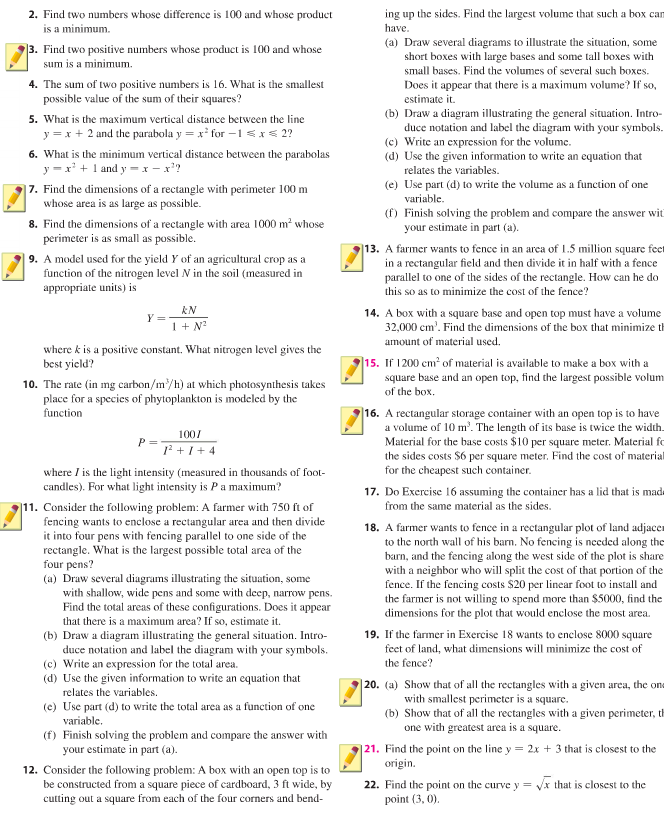 2. Find two numbers whose difference is 100 and whose product
is a minimum.
3. Find two positive numbers whose product is 100 and whose
sum is a minimum.
4. The sum of two positive numbers is 16. What is the smallest
possible value of the sum of their squares?
5. What is the maximum vertical distance between the line
y = x + 2 and the parabola y = x² for −1 ≤ x ≤ 2?
6. What is the minimum vertical distance between the parabolas
y = x² + 1 and y = x − x²?
7. Find the dimensions of a rectangle with perimeter 100 m
whose area is as large as possible.
8. Find the dimensions of a rectangle with area 1000 m² whose
perimeter is as small as possible.
9. A model used for the yield Y of an agricultural crop as a
function of the nitrogen level N in the soil (measured in
appropriate units) is
Y = kN / 1 + N²
where k is a positive constant. What nitrogen level gives the
best yield?
10. The rate (in mg carbon/m³/h) at which photosynthesis takes
place for a species of phytoplankton is modeled by the
function
P = 100I / I² + I + 4
where I is the light intensity (measured in thousands of foot-
candles). For what light intensity is P a maximum?
11. Consider the following problem: A farmer with 750 ft of
fencing wants to enclose a rectangular area and then divide
it into four pens with fencing parallel to one side of the
rectangle. What is the largest possible total area of the
four pens?
(a) Draw several diagrams illustrating the situation, some
with shallow, wide pens and some with deep, narrow pens.
Find the total areas of these configurations. Does it appear
that there is a maximum area? If so, estimate it.
(b) Draw a diagram illustrating the general situation. Intro-
duce notation and label the diagram with your symbols.
(c) Write an expression for the total area.
(d) Use the given information to write an equation that
relates the variables.
(e) Use part (d) to write the total area as a function of one
variable.
(f) Finish solving the problem and compare the answer with
your estimate in part (a).
12. Consider the following problem: A box with an open top is to
be constructed from a square piece of cardboard, 3 ft wide, by
cutting out a square from each of the four corners and bend-
ing up the sides. Find the largest volume that such a box can
have.
(a) Draw several diagrams to illustrate the situation, some
short boxes with large bases and some tall boxes with
small bases. Find the volumes of several such boxes.
Does it appear that there is a maximum volume? If so,
estimate it.
(b) Draw a diagram illustrating the general situation. Intro-
duce notation and label the diagram with your symbols.
(c) Write an expression for the volume.
(d) Use the given information to write an equation that
relates the variables.
(e) Use part (d) to write the volume as a function of one
variable.
(f) Finish solving the problem and compare the answer wit
your estimate in part (a).
13. A farmer wants to fence in an area of 1.5 million square feet
in a rectangular field and then divide it in half with a fence
parallel to one of the sides of the rectangle. How can he do
this so as to minimize the cost of the fence?
14. A box with a square base and open top must have a volume
32,000 cm³. Find the dimensions of the box that minimize th
amount of material used.
15. If 1200 cm² of material is available to make a box with a
square base and an open top, find the largest possible volum
of the box.
16. A rectangular storage container with an open top is to have
a volume of 10 m³. The length of its base is twice the width.
Material for the base costs $10 per square meter. Material fo
the sides costs $6 per square meter. Find the cost of material
for the cheapest such container.
17. Do Exercise 16 assuming the container has a lid that is made
from the same material as the sides.
18. A farmer wants to fence in a rectangular plot of land adjacen
to the north wall of his barn. No fencing is needed along the
barn, and the fencing along the west side of the plot is share
with a neighbor who will split the cost of that portion of the
fence. If the fencing costs $20 per linear foot to install and
the farmer is not willing to spend more than $5000, find the
dimensions for the plot that would enclose the most area.
19. If the farmer in Exercise 18 wants to enclose 8000 square
feet of land, what dimensions will minimize the cost of
the fence?
20. (a) Show that of all the rectangles with a given area, the one
with smallest perimeter is a square.
(b) Show that of all the rectangles with a given perimeter, th
one with greatest area is a square.
21. Find the point on the line y = 2x + 3 that is closest to the
origin.
22. Find the point on the curve y = √x that is closest to the
point (3, 0).